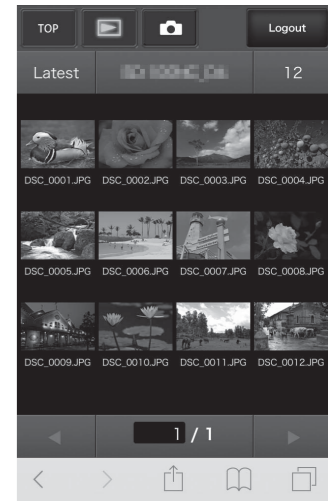 TOP Logout
Latest 12
DSC_0001.JPG DSC_0002.JPG DSC_0003.JPG DSC_0004.JPG
DSC_0005.JPG DSC_0006.JPG DSC_0007.JPG DSC_0008.JPG
DSC_0009.JPG DSC_0010.JPG DSC_0011.JPG DSC_0012.JPG
1 / 1